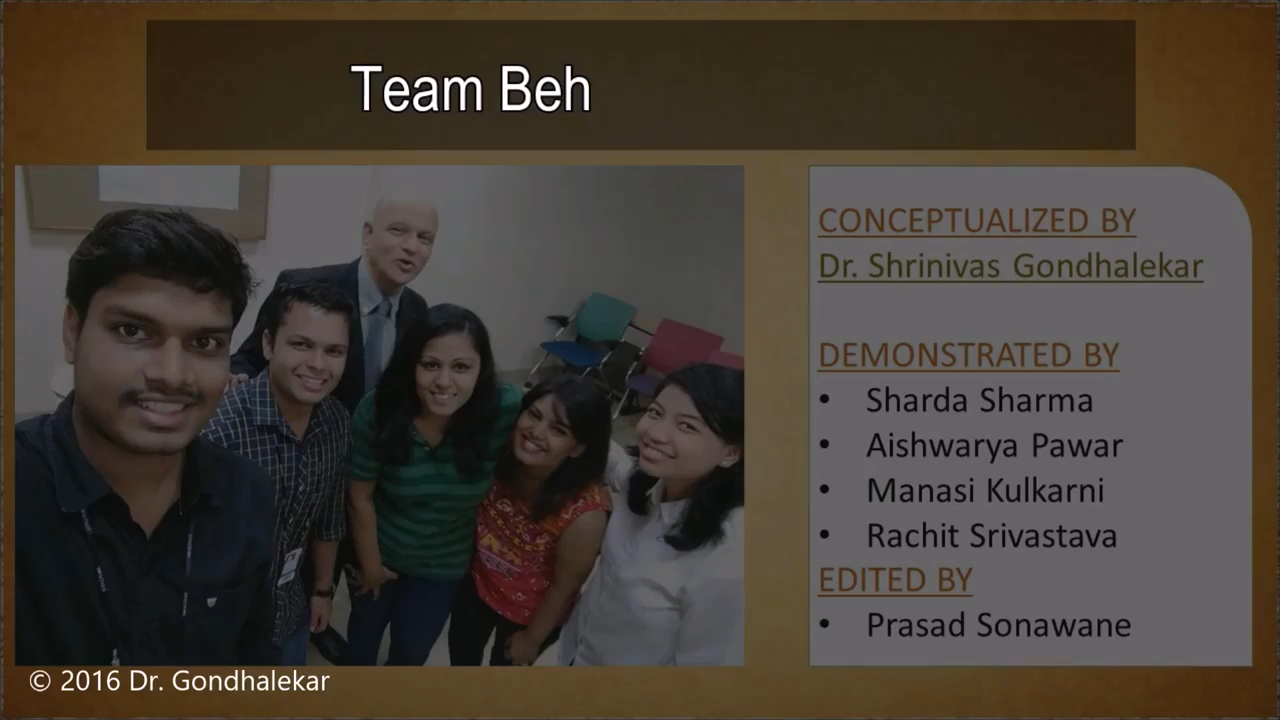 Team Beh
CONCEPTUALIZED BY
Dr. Shrinivas Gondhalekar
DEMONSTRATED BY
• Sharda Sharma
• Aishwarya Pawar
• Manasi Kulkarni
• Rachit Srivastava
EDITED BY
• Prasad Sonawane
© 2016 Dr. Gondhalekar